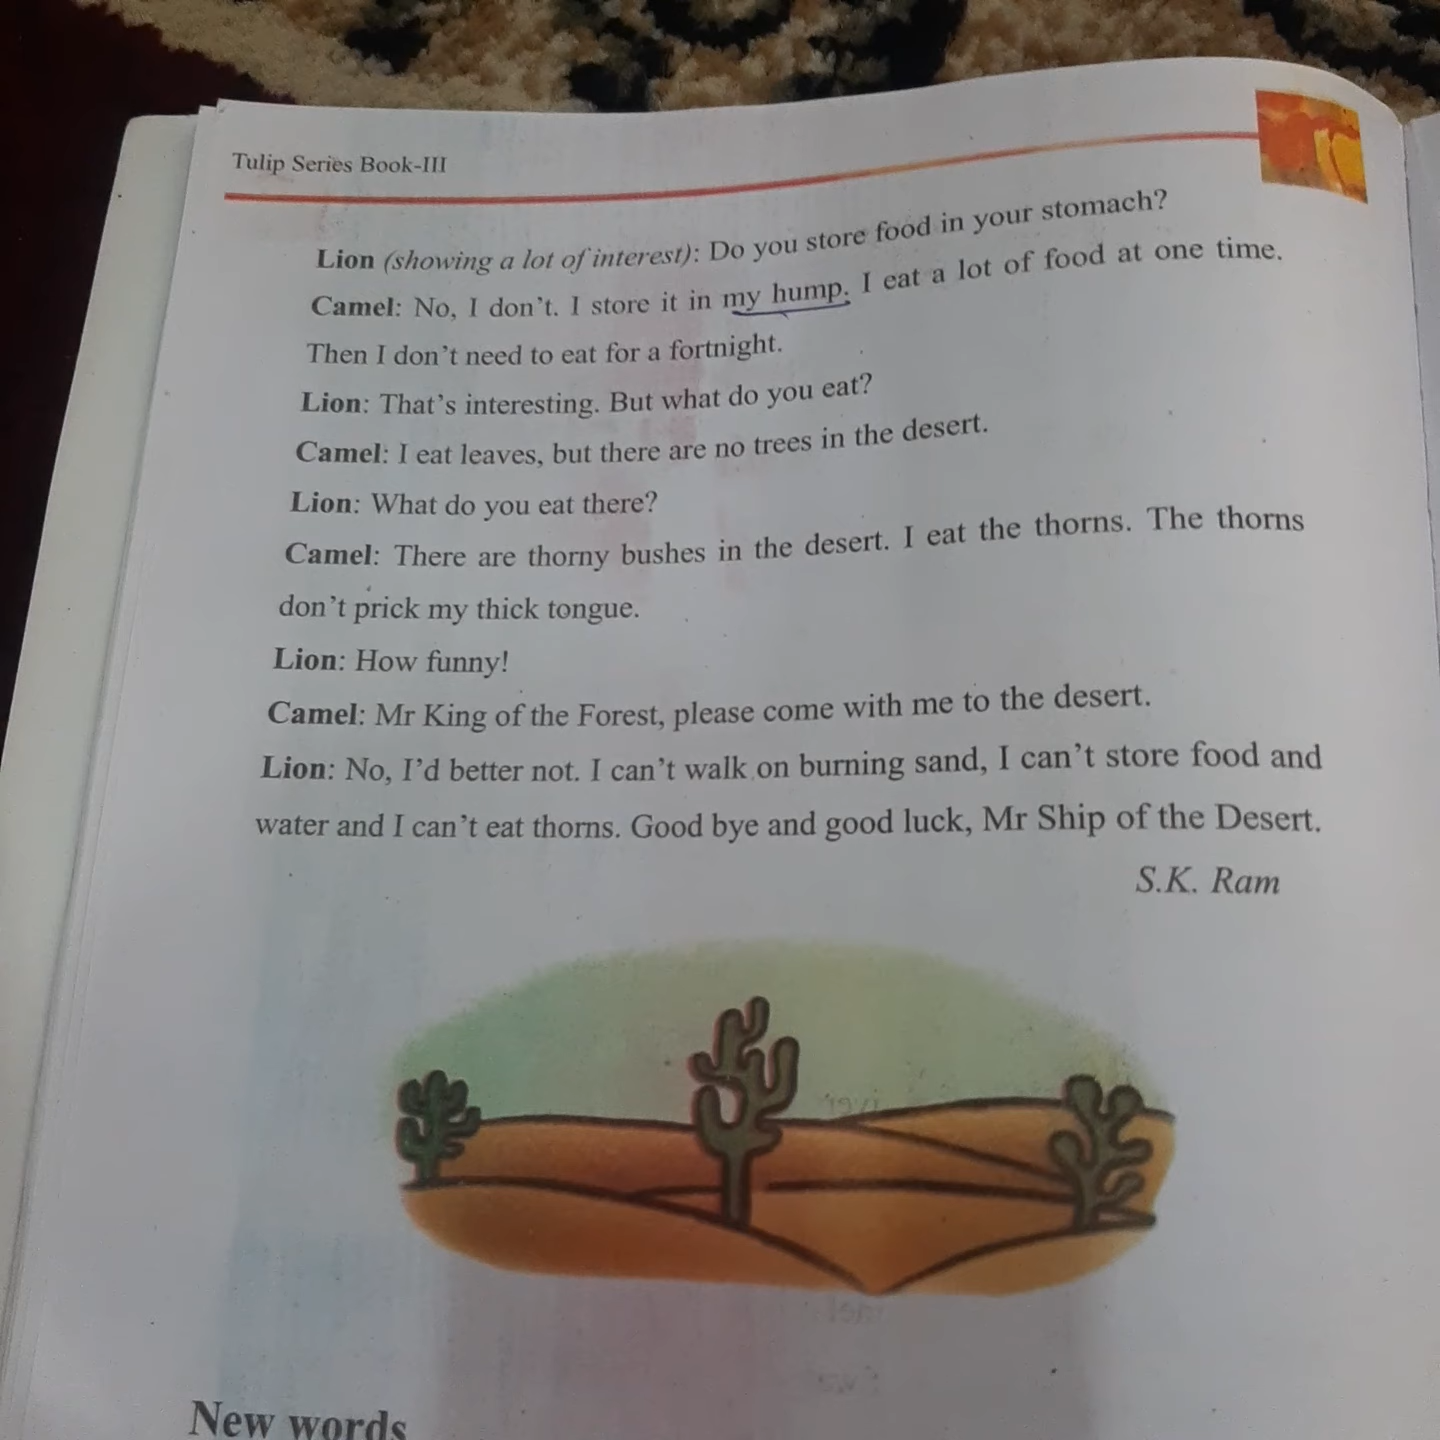 Tulip Series Book-III
Lion (showing a lot of interest): Do you store food in your stomach?
Camel: No, I don't. I store it in my hump. I eat a lot of food at one time.
Then I don't need to eat for a fortnight.
Lion: That's interesting. But what do you eat?
Camel: I eat leaves, but there are no trees in the desert.
Lion: What do you eat there?
Camel: There are thorny bushes in the desert. I eat the thorns. The thorns
don't prick my thick tongue.
Lion: How funny!
Camel: Mr King of the Forest, please come with me to the desert.
Lion: No, I'd better not. I can't walk on burning sand, I can't store food and
water and I can't eat thorns. Good bye and good luck, Mr Ship of the Desert.
S.K. Ram
New words